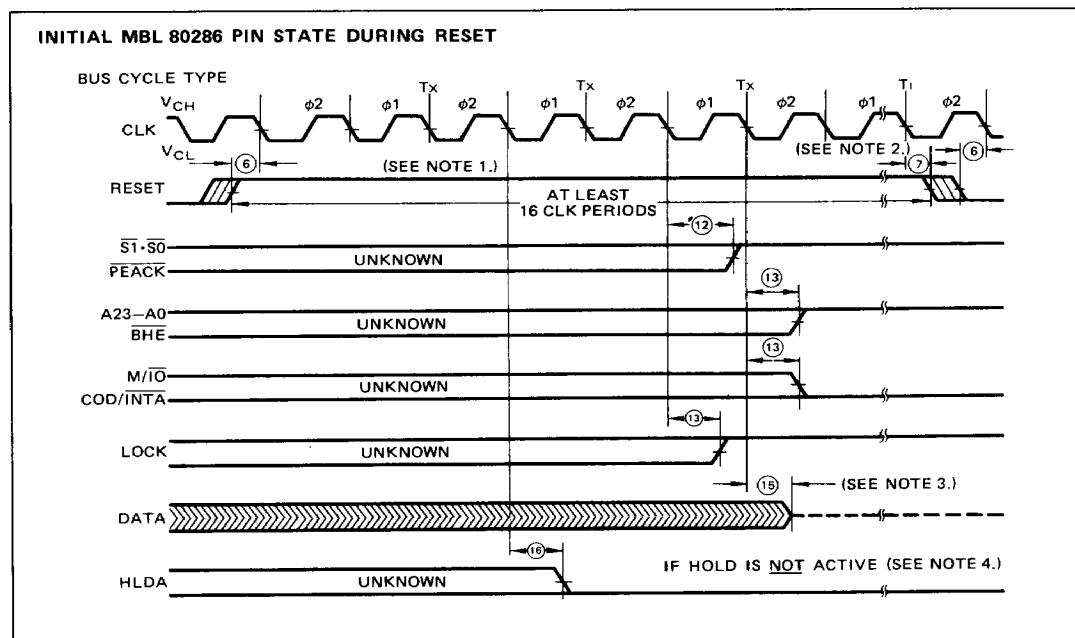 INITIAL MBL 80286 PIN STATE DURING RESET
BUS CYCLE TYPE
TX TX TX TI
VCH φ2 φ1 φ2 φ1 φ2 φ1 φ2 φ1 φ2
CLK
VCL 6 (SEE NOTE 1.) (SEE NOTE 2.) 7 6
RESET
AT LEAST
16 CLK PERIODS
12
S1·S0
UNKNOWN
PEACK
13
A23–A0
UNKNOWN
BHE
13
M/IO
UNKNOWN
COD/INTA
13
LOCK UNKNOWN
15 (SEE NOTE 3.)
DATA
16
IF HOLD IS NOT ACTIVE (SEE NOTE 4.)
HLDA UNKNOWN